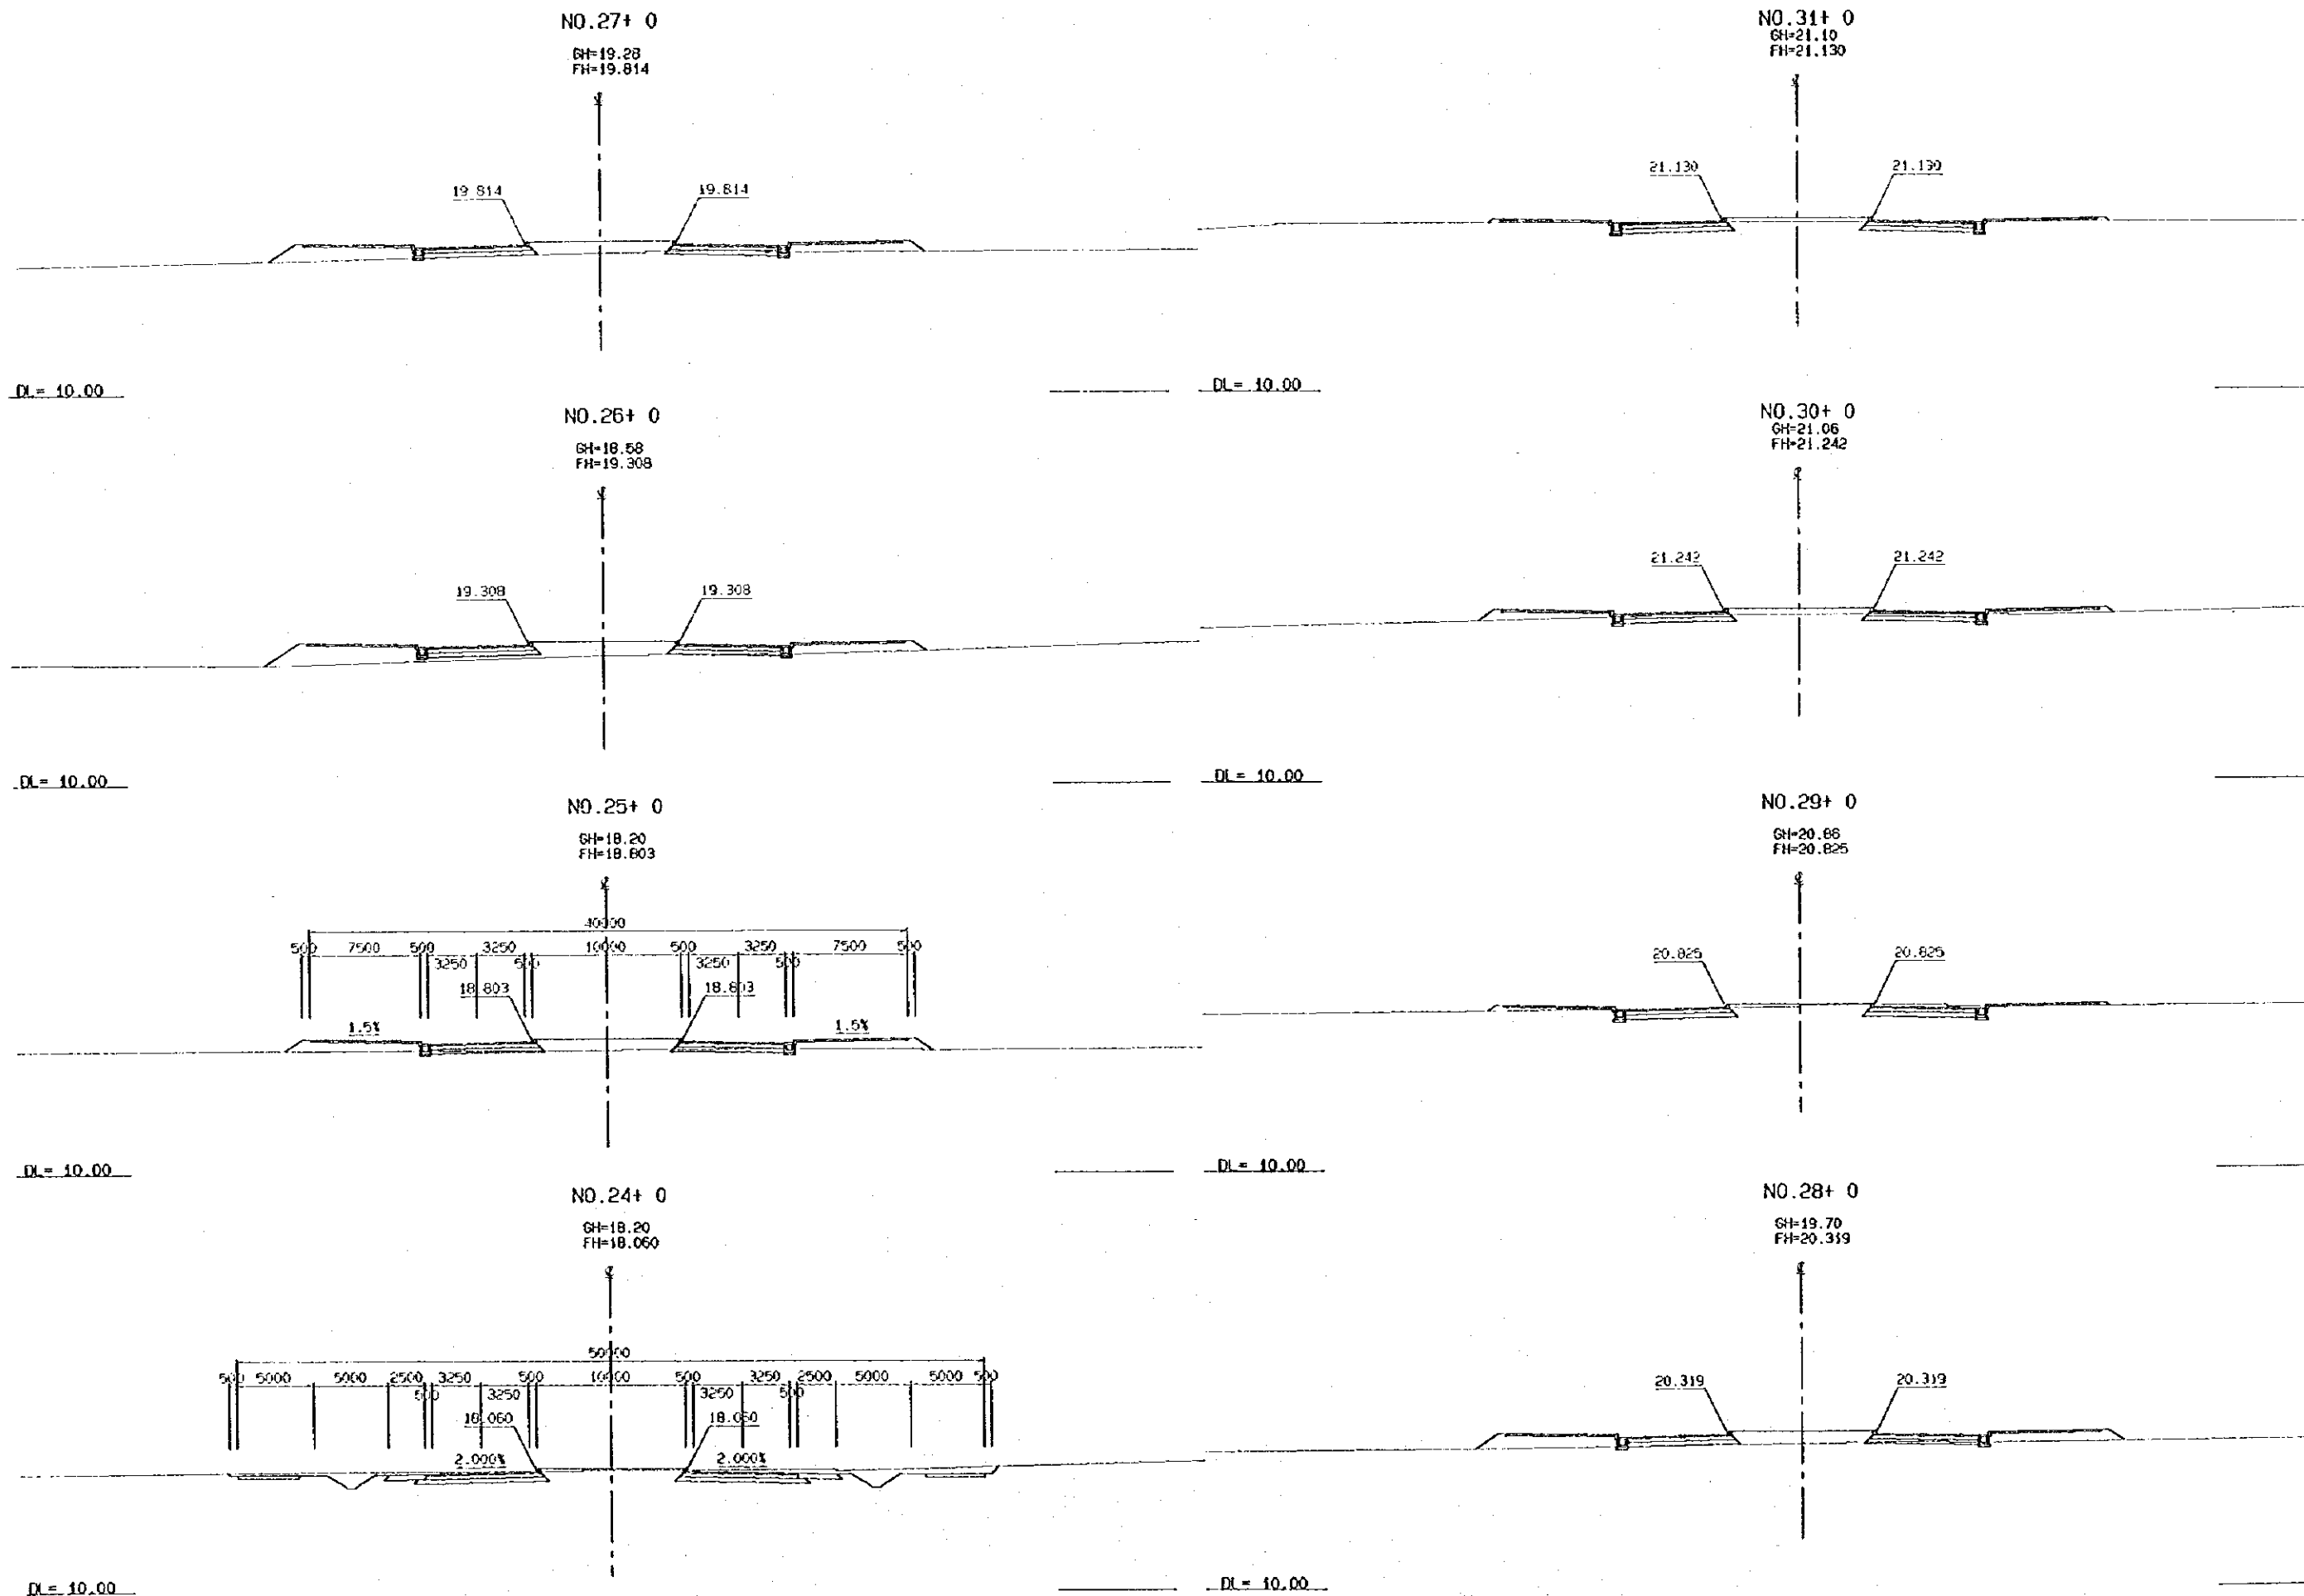 NO.27+ 0
GH=19.28
FH=19.814
19.814
19.814
DL= 10.00
NO.26+ 0
GH=18.58
FH=19.308
19.308
19.308
DL= 10.00
NO.25+ 0
GH=18.20
FH=18.803
40000
500 7500 500 3250 10000 500 3250 7500 500
3250 500 3250 500
18.803
18.803
1.5%
1.5%
DL= 10.00
NO.24+ 0
GH=18.20
FH=18.060
50000
500 5000 5000 2500 3250 500 10000 500 3250 2500 5000 5000 500
500 3250 3250 500
18.060
18.060
2.000%
2.000%
DL= 10.00
NO.31+ 0
GH=21.10
FH=21.130
21.130
21.130
DL= 10.00
NO.30+ 0
GH=21.06
FH=21.242
21.242
21.242
DL= 10.00
NO.29+ 0
GH=20.86
FH=20.825
20.825
20.825
DL= 10.00
NO.28+ 0
GH=19.70
FH=20.319
20.319
20.319
DL= 10.00